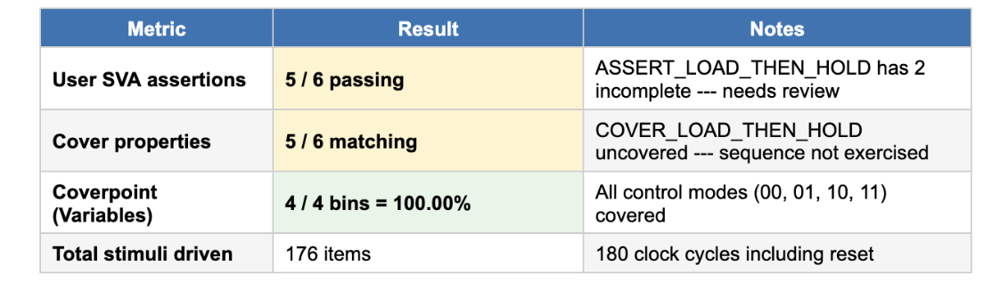 Metric Result Notes
User SVA assertions 5 / 6 passing ASSERT_LOAD_THEN_HOLD has 2
incomplete --- needs review
Cover properties 5 / 6 matching COVER_LOAD_THEN_HOLD
uncovered --- sequence not exercised
Coverpoint
(Variables) 4 / 4 bins = 100.00% All control modes (00, 01, 10, 11)
covered
Total stimuli driven 176 items 180 clock cycles including reset